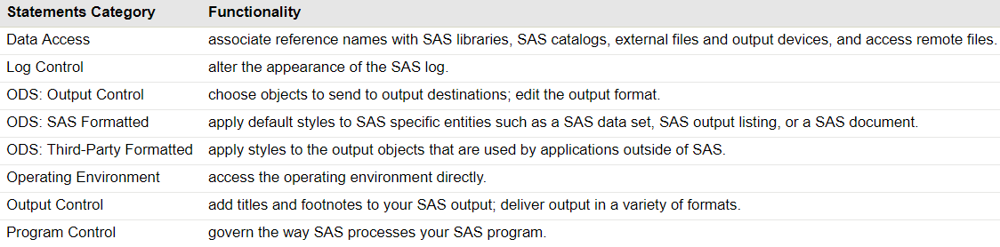 Statements Category Functionality
Data Access associate reference names with SAS libraries, SAS catalogs, external files and output devices, and access remote files.
Log Control alter the appearance of the SAS log.
ODS: Output Control choose objects to send to output destinations; edit the output format.
ODS: SAS Formatted apply default styles to SAS specific entities such as a SAS data set, SAS output listing, or a SAS document.
ODS: Third-Party Formatted apply styles to the output objects that are used by applications outside of SAS.
Operating Environment access the operating environment directly.
Output Control add titles and footnotes to your SAS output; deliver output in a variety of formats.
Program Control govern the way SAS processes your SAS program.